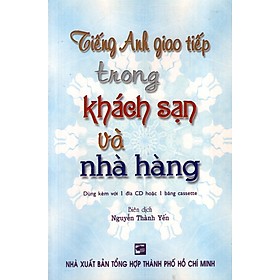 Tiếng Anh giao tiếp
trong
khách sạn
và
nhà hàng
Dùng kèm với 1 đĩa CD hoặc 1 băng cassette
Biên dịch
Nguyễn Thành Yến
NHÀ XUẤT BẢN TỔNG HỢP THÀNH PHỐ HỒ CHÍ MINH